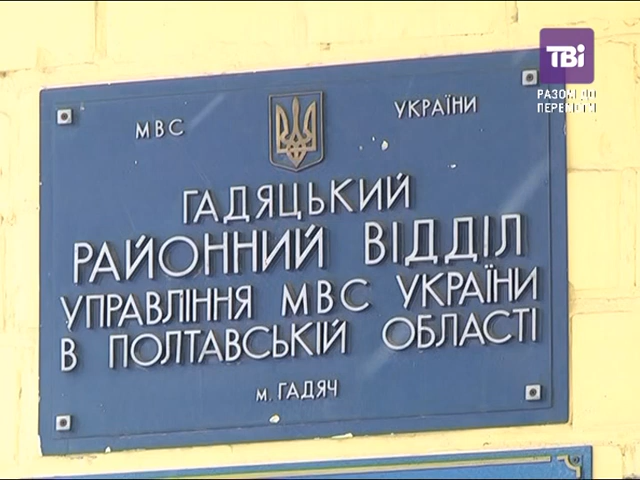 ТВі
РАЗОМ ДО
ПЕРЕМОГИ
МВС УКРАЇНИ
ГАДЯЦЬКИЙ
РАЙОННИЙ ВІДДІЛ
УПРАВЛІННЯ МВС УКРАЇНИ
В ПОЛТАВСЬКІЙ ОБЛАСТІ
м. ГАДЯЧ